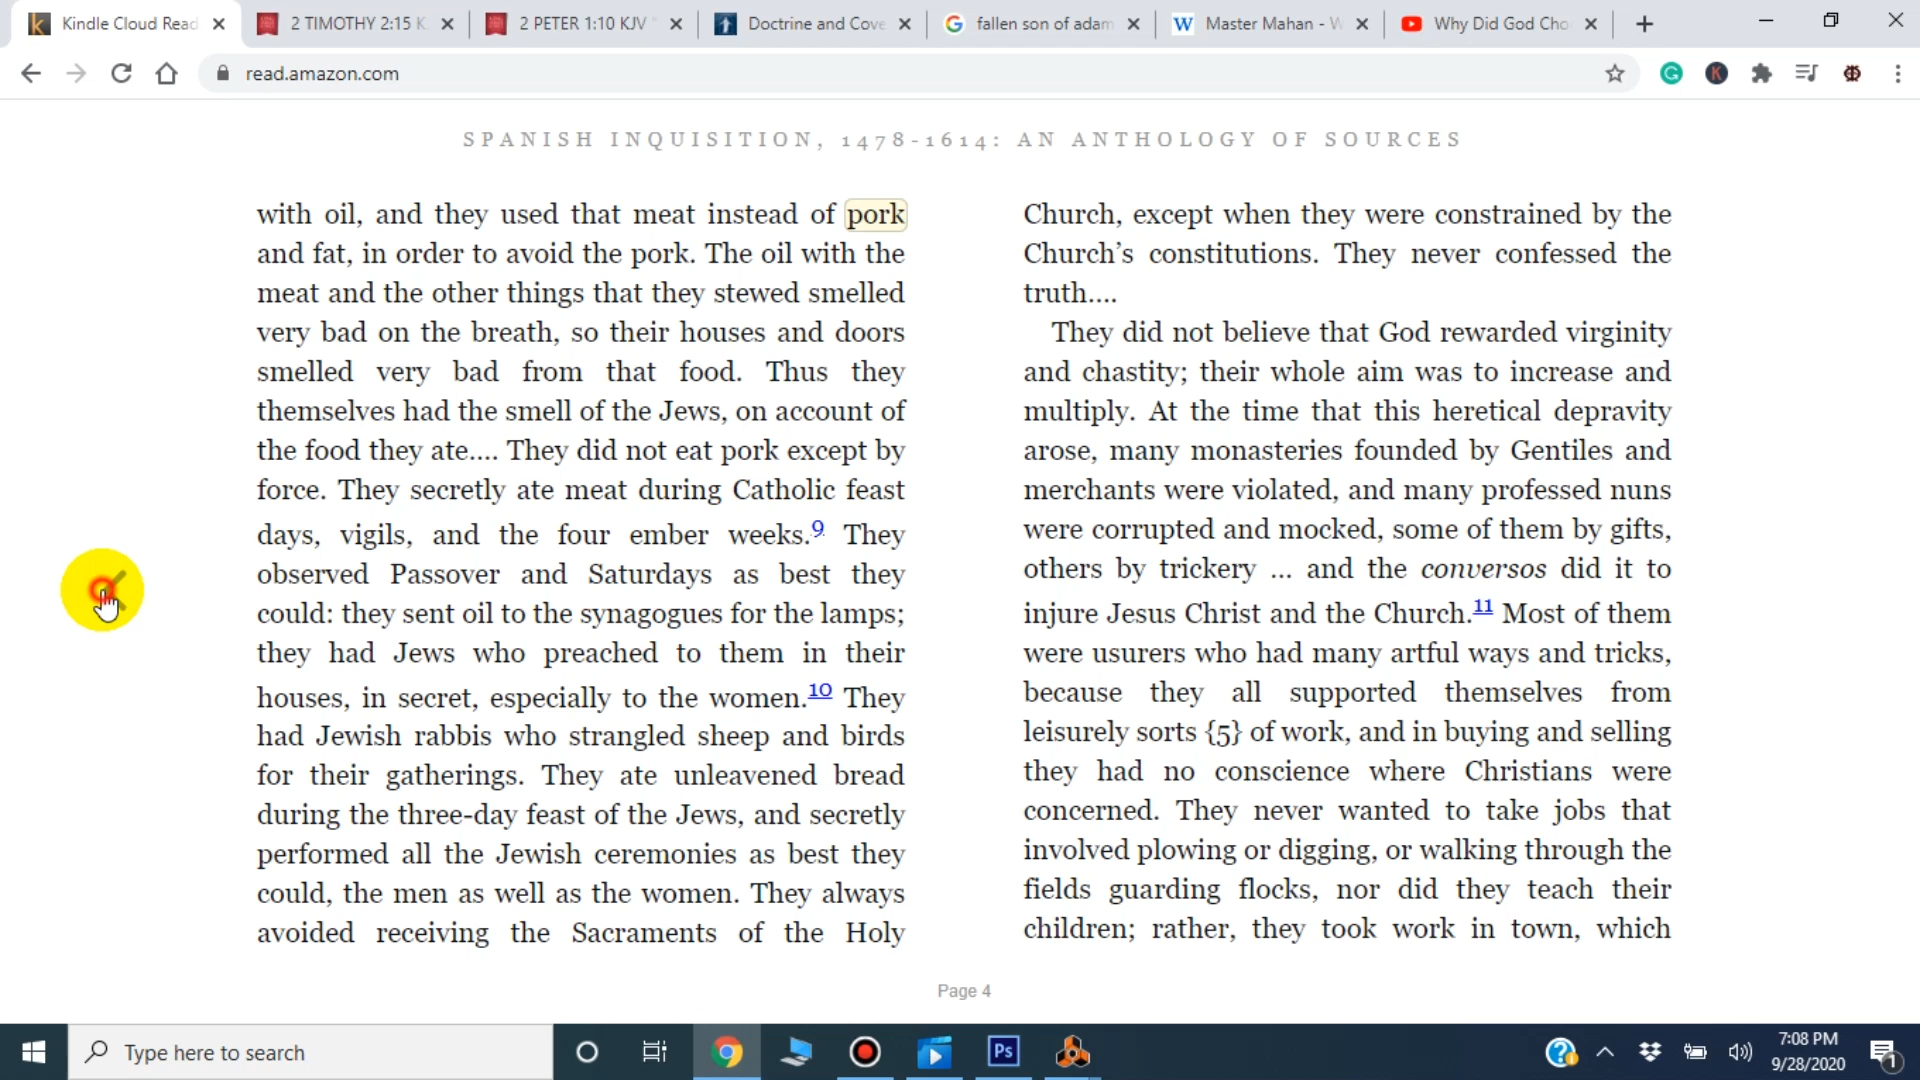 Kindle Cloud Read
2 TIMOTHY 2:15 K
2 PETER 1:10 KJV
Doctrine and Cove
fallen son of adam
Master Mahan - W
Why Did God Cho
read.amazon.com
SPANISH INQUISITION, 1478-1614: AN ANTHOLOGY OF SOURCES
with oil, and they used that meat instead of pork
and fat, in order to avoid the pork. The oil with the
meat and the other things that they stewed smelled
very bad on the breath, so their houses and doors
smelled very bad from that food. Thus they
themselves had the smell of the Jews, on account of
the food they ate.... They did not eat pork except by
force. They secretly ate meat during Catholic feast
days, vigils, and the four ember weeks.9 They
observed Passover and Saturdays as best they
could: they sent oil to the synagogues for the lamps;
they had Jews who preached to them in their
houses, in secret, especially to the women.10 They
had Jewish rabbis who strangled sheep and birds
for their gatherings. They ate unleavened bread
during the three-day feast of the Jews, and secretly
performed all the Jewish ceremonies as best they
could, the men as well as the women. They always
avoided receiving the Sacraments of the Holy
Church, except when they were constrained by the
Church's constitutions. They never confessed the
truth....
They did not believe that God rewarded virginity
and chastity; their whole aim was to increase and
multiply. At the time that this heretical depravity
arose, many monasteries founded by Gentiles and
merchants were violated, and many professed nuns
were corrupted and mocked, some of them by gifts,
others by trickery ... and the conversos did it to
injure Jesus Christ and the Church.11 Most of them
were usurers who had many artful ways and tricks,
because they all supported themselves from
leisurely sorts {5} of work, and in buying and selling
they had no conscience where Christians were
concerned. They never wanted to take jobs that
involved plowing or digging, or walking through the
fields guarding flocks, nor did they teach their
children; rather, they took work in town, which
Page 4
Type here to search
Ps
7:08 PM
9/28/2020
1